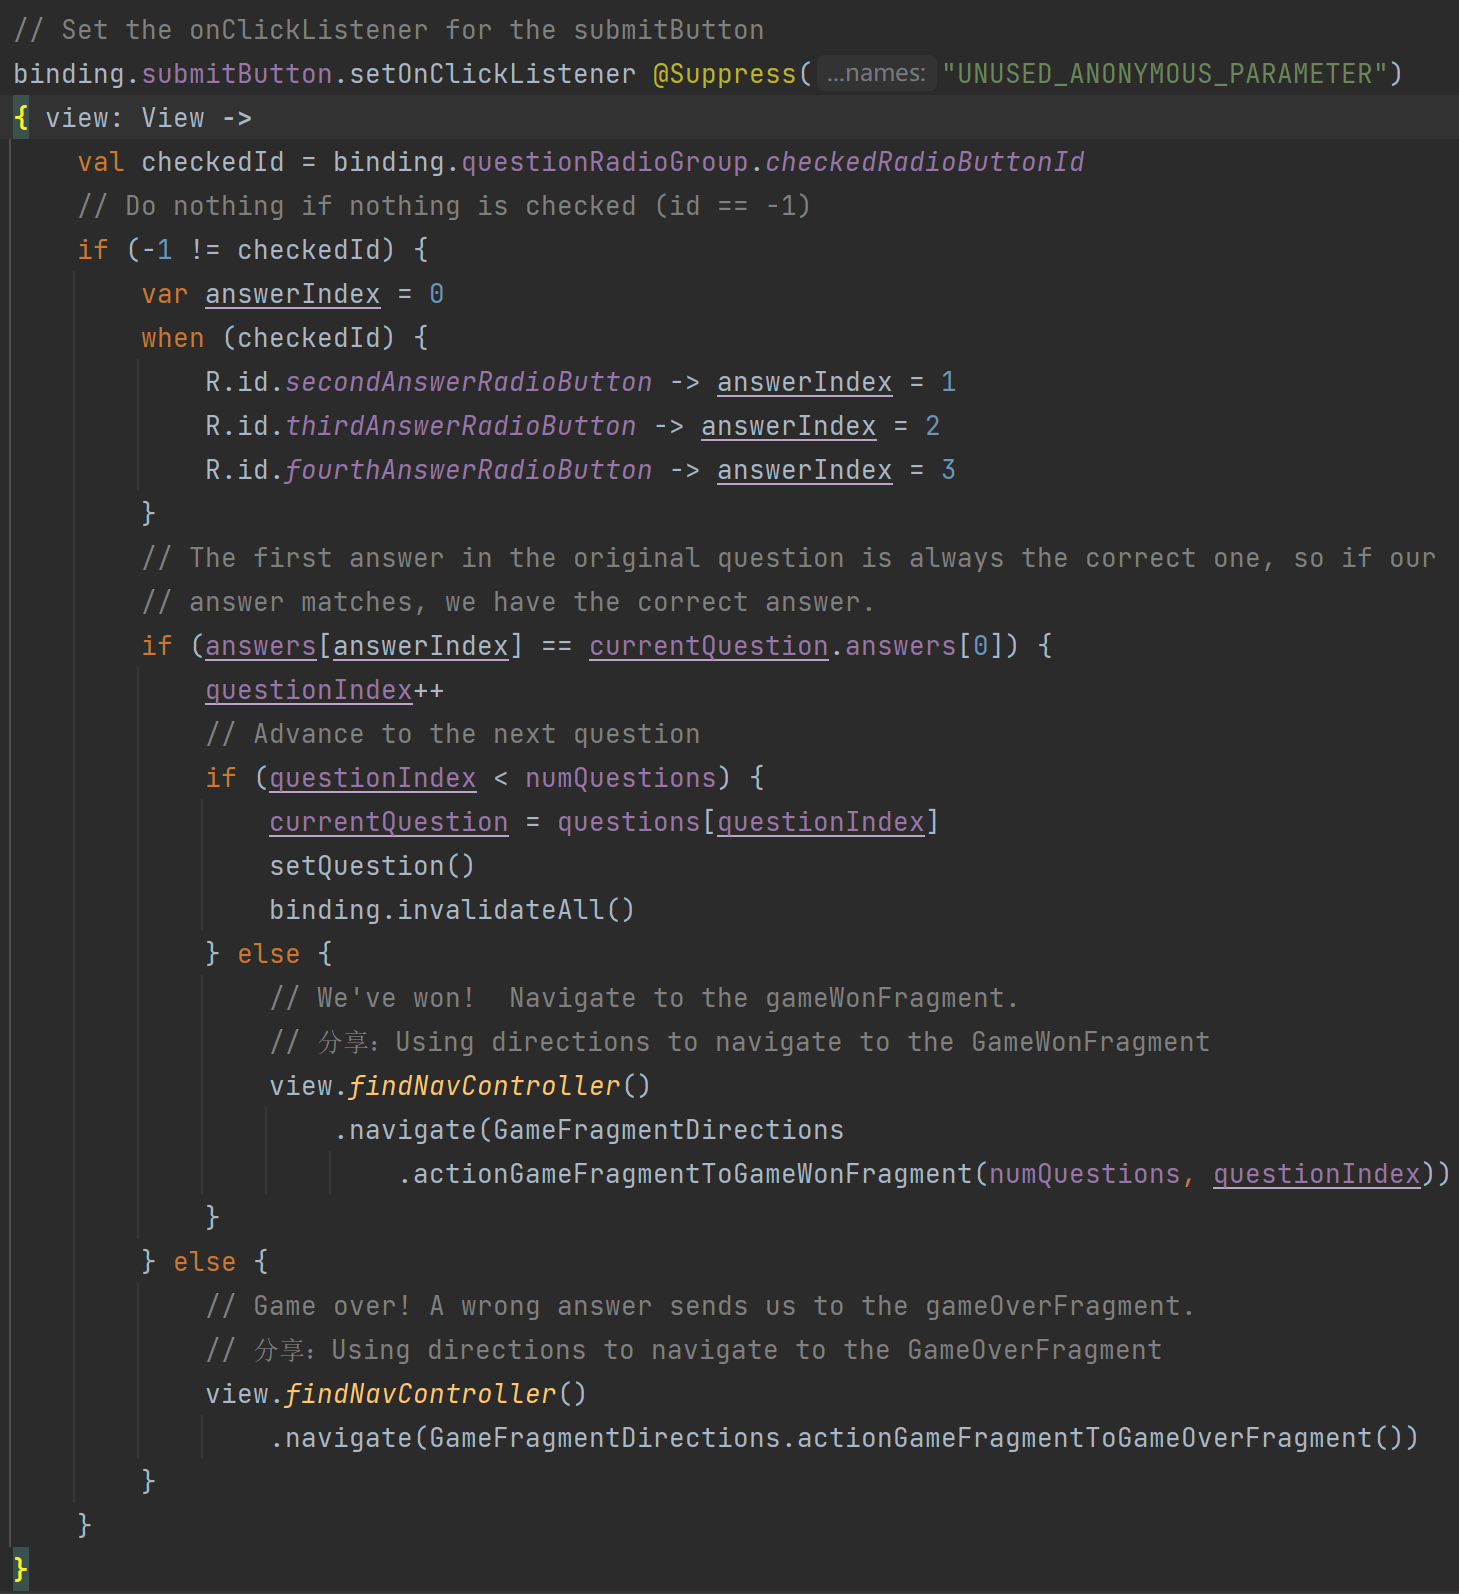 // Set the onClickListener for the submitButton
binding.submitButton.setOnClickListener @Suppress( ...names: "UNUSED_ANONYMOUS_PARAMETER")
{ view: View ->
    val checkedId = binding.questionRadioGroup.checkedRadioButtonId
    // Do nothing if nothing is checked (id == -1)
    if (-1 != checkedId) {
        var answerIndex = 0
        when (checkedId) {
            R.id.secondAnswerRadioButton -> answerIndex = 1
            R.id.thirdAnswerRadioButton -> answerIndex = 2
            R.id.fourthAnswerRadioButton -> answerIndex = 3
        }
        // The first answer in the original question is always the correct one, so if our
        // answer matches, we have the correct answer.
        if (answers[answerIndex] == currentQuestion.answers[0]) {
            questionIndex++
            // Advance to the next question
            if (questionIndex < numQuestions) {
                currentQuestion = questions[questionIndex]
                setQuestion()
                binding.invalidateAll()
            } else {
                // We've won!  Navigate to the gameWonFragment.
                // 分享：Using directions to navigate to the GameWonFragment
                view.findNavController()
                    .navigate(GameFragmentDirections
                        .actionGameFragmentToGameWonFragment(numQuestions, questionIndex))
            }
        } else {
            // Game over! A wrong answer sends us to the gameOverFragment.
            // 分享：Using directions to navigate to the GameOverFragment
            view.findNavController()
                .navigate(GameFragmentDirections.actionGameFragmentToGameOverFragment())
        }
    }
}